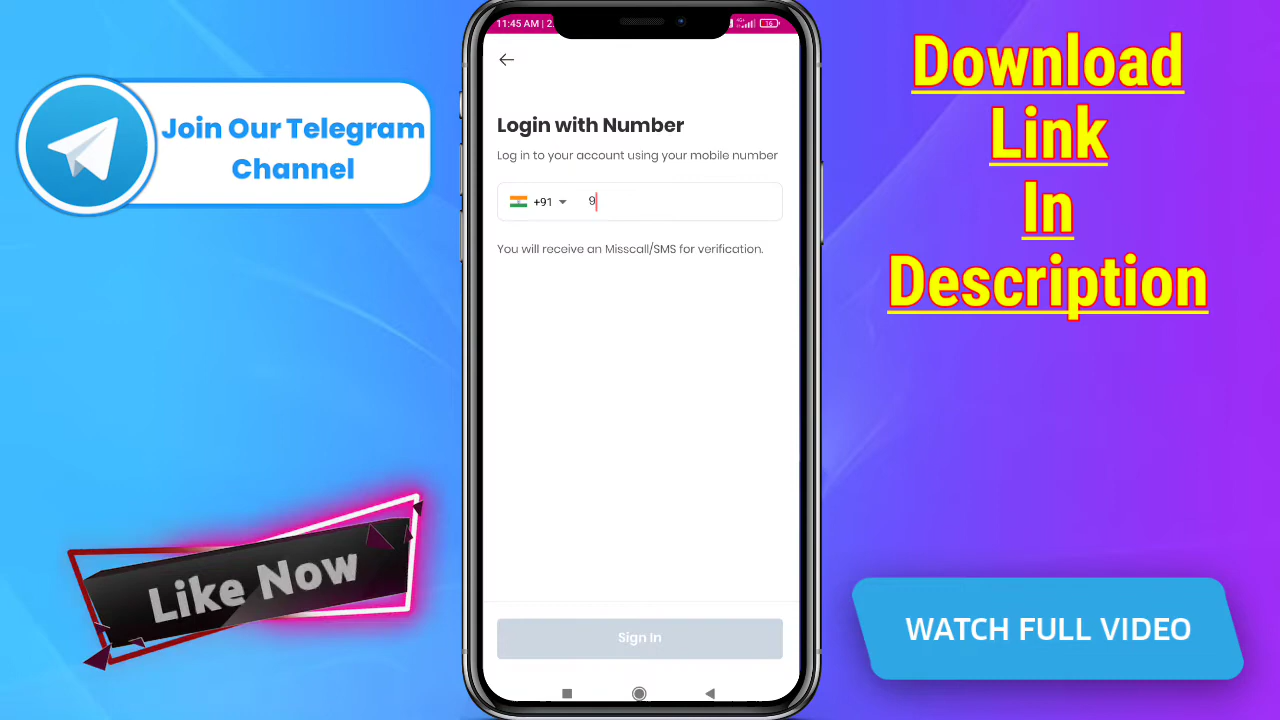 Join Our Telegram
Channel
Like Now
11:45 AM | 2.
16
Login with Number
Log in to your account using your mobile number
+91
9
You will receive an Misscall/SMS for verification.
Sign In
Download
Link
In
Description
WATCH FULL VIDEO